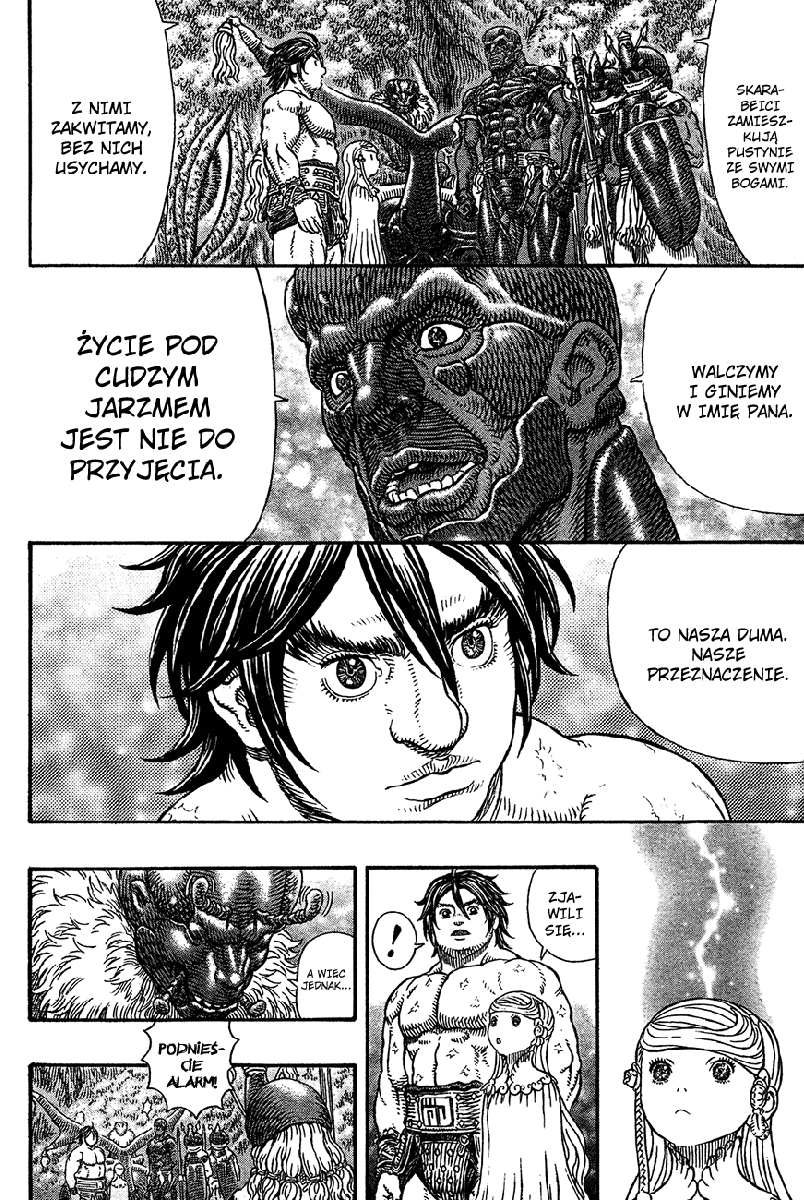 SKARA-
BEICI
ZAMIESZ-
KUJĄ
PUSTYNIE
ZE SWYMI
BOGAMI.
Z NIMI
ZAKWITAMY,
BEZ NICH
USYCHAMY.
WALCZYMY
I GINIEMY
W IMIĘ PANA.
ŻYCIE POD
CUDZYM
JARZMEM
JEST NIE DO
PRZYJĘCIA.
TO NASZA DUMA.
NASZE
PRZEZNACZENIE.
ZJA-
WILI
SIĘ...
!
A WIEC
JEDNAK...
PODNIEŚ-
CIE
ALARM!